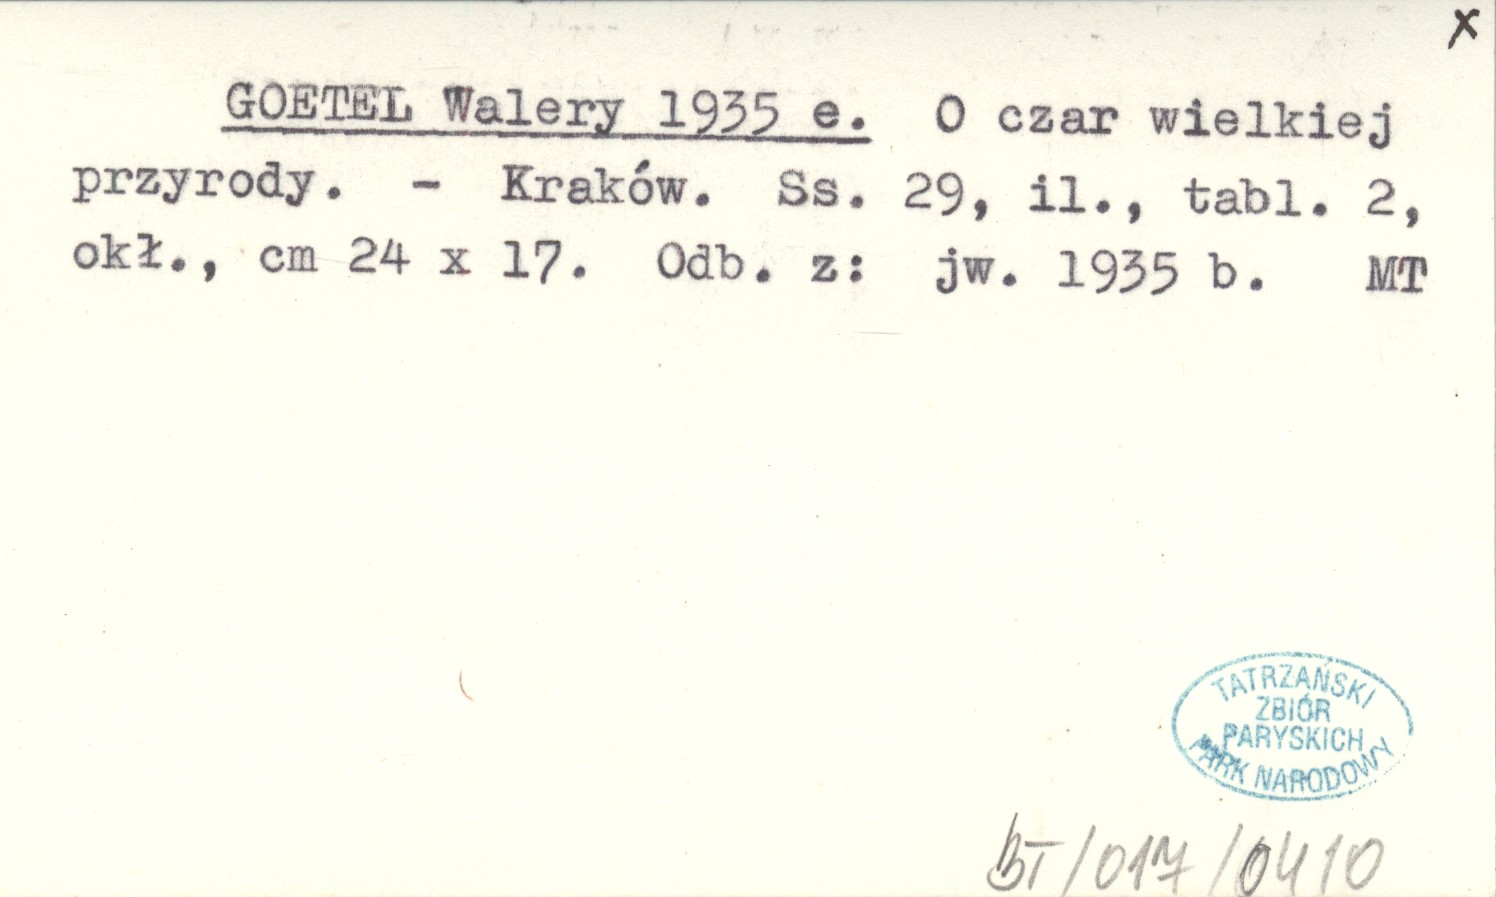 x
GOETEL Walery 1935 e. O czar wielkiej
przyrody. - Kraków. Ss. 29, il., tabl. 2,
okł., cm 24 x 17. Odb. z: jw. 1935 b. MT
TATRZAŃSKI
ZBIÓR
PARYSKICH
PARK NARODOWY
BT/017/0410